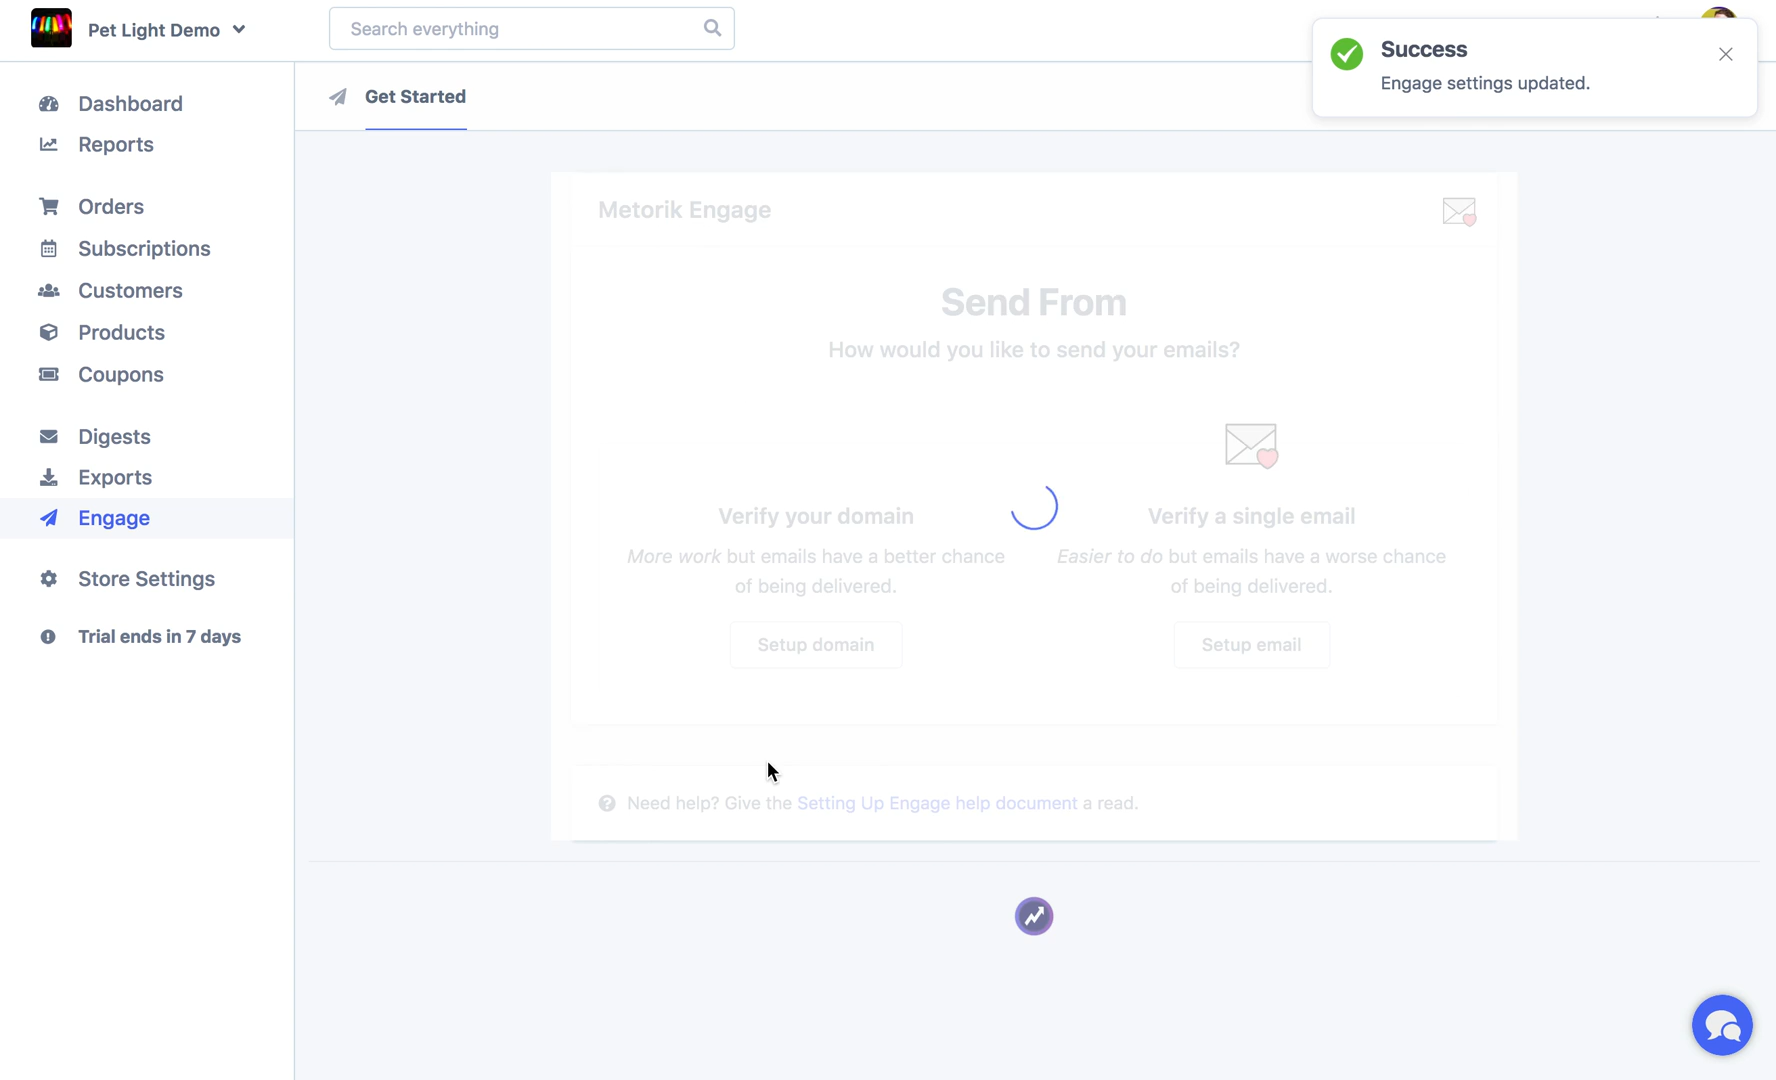 Pet Light Demo
Search everything
Success
Engage settings updated.
Dashboard
Reports
Orders
Subscriptions
Customers
Products
Coupons
Digests
Exports
Engage
Store Settings
Trial ends in 7 days
Get Started
Metorik Engage
Send From
How would you like to send your emails?
Verify your domain
More work but emails have a better chance
of being delivered.
Setup domain
Verify a single email
Easier to do but emails have a worse chance
of being delivered.
Setup email
Need help? Give the Setting Up Engage help document a read.